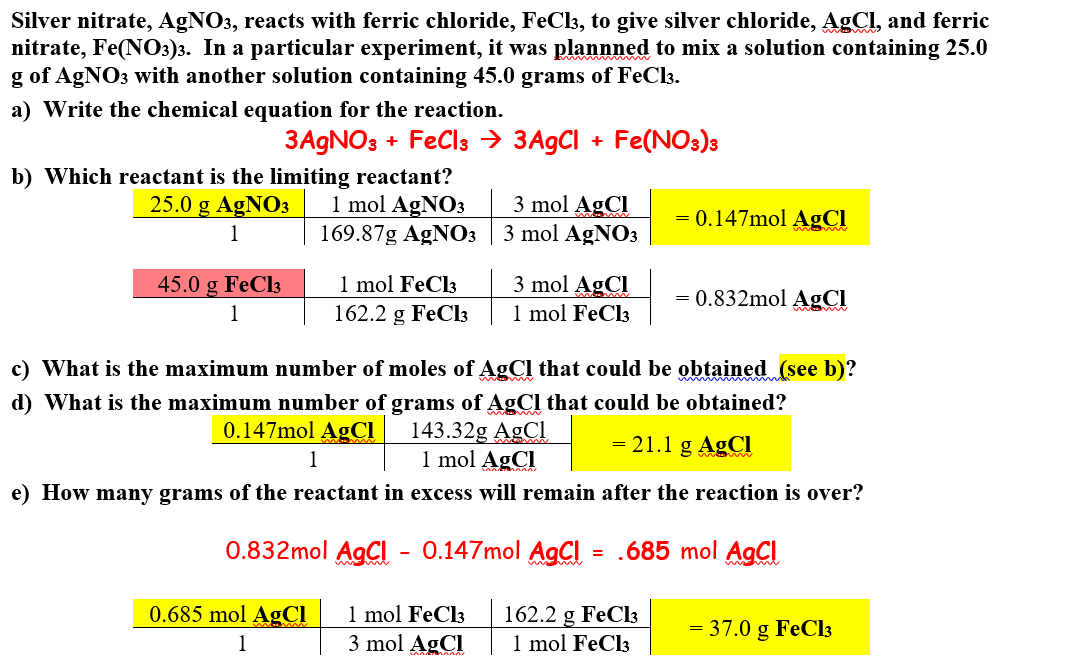 Silver nitrate, AgNO3, reacts with ferric chloride, FeCl3, to give silver chloride, AgCl, and ferric
nitrate, Fe(NO3)3. In a particular experiment, it was plannned to mix a solution containing 25.0
g of AgNO3 with another solution containing 45.0 grams of FeCl3.
a) Write the chemical equation for the reaction.
3AgNO3 + FeCl3 → 3AgCl + Fe(NO3)3
b) Which reactant is the limiting reactant?
25.0 g AgNO3 1 mol AgNO3 3 mol AgCl
= 0.147mol AgCl
1 169.87g AgNO3 3 mol AgNO3
45.0 g FeCl3 1 mol FeCl3 3 mol AgCl
= 0.832mol AgCl
1 162.2 g FeCl3 1 mol FeCl3
c) What is the maximum number of moles of AgCl that could be obtained (see b)?
d) What is the maximum number of grams of AgCl that could be obtained?
0.147mol AgCl 143.32g AgCl
= 21.1 g AgCl
1 1 mol AgCl
e) How many grams of the reactant in excess will remain after the reaction is over?
0.832mol AgCl - 0.147mol AgCl = .685 mol AgCl
0.685 mol AgCl 1 mol FeCl3 162.2 g FeCl3
= 37.0 g FeCl3
1 3 mol AgCl 1 mol FeCl3